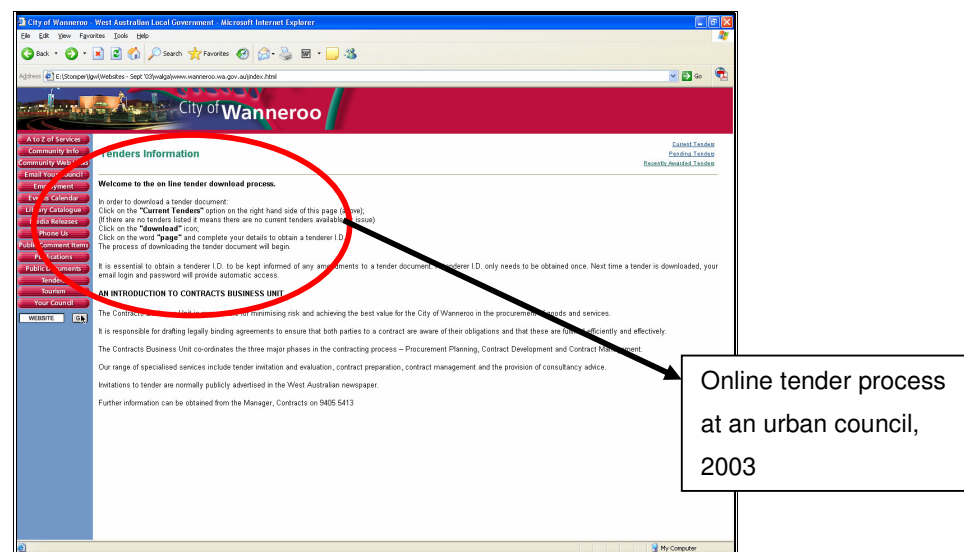 City of Wanneroo - West Australian Local Government - Microsoft Internet Explorer
File Edit View Favorites Tools Help
Back Search Favorites
Address E:\Stomper\lgw\Websites - Sept '03\walga\www.wanneroo.wa.gov.au\index.html Go
City of Wanneroo
A to Z of Services
Community Info
Community Web
Email Your Council
Employment
Events Calendar
Library Catalogue
Media Releases
Phone Us
Public Comment Items
Publications
Public Documents
Tenders
Tourism
Your Council
WEBSITE
Current Tenders
Pending Tenders
Recently Awarded Tenders
Tenders Information
Welcome to the on line tender download process.
In order to download a tender document:
Click on the "Current Tenders" option on the right hand side of this page (above);
(If there are no tenders listed it means there are no current tenders available issue)
Click on the "download" icon;
Click on the word "page" and complete your details to obtain a tenderer I.D.
The process of downloading the tender document will begin.
It is essential to obtain a tenderer I.D. to be kept informed of any amendments to a tender document. tenderer I.D. only needs to be obtained once. Next time a tender is downloaded, your
email login and password will provide automatic access.
AN INTRODUCTION TO CONTRACTS BUSINESS UNIT
The Contracts Business Unit is responsible for minimising risk and achieving the best value for the City of Wanneroo in the procurement of goods and services.
It is responsible for drafting legally binding agreements to ensure that both parties to a contract are aware of their obligations and that these are fulfilled efficiently and effectively.
The Contracts Business Unit co-ordinates the three major phases in the contracting process – Procurement Planning, Contract Development and Contract Management.
Our range of specialised services include tender invitation and evaluation, contract preparation, contract management and the provision of consultancy advice.
Invitations to tender are normally publicly advertised in the West Australian newspaper.
Further information can be obtained from the Manager, Contracts on 9405 5413
Online tender process
at an urban council,
2003
My Computer